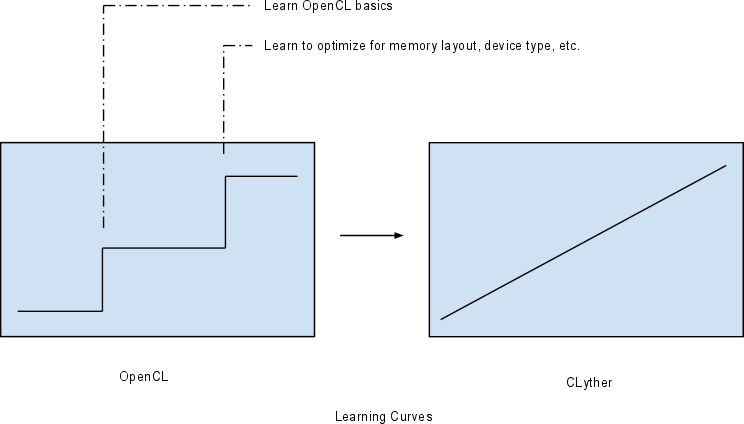 Learn OpenCL basics
Learn to optimize for memory layout, device type, etc.
OpenCL
CLyther
Learning Curves